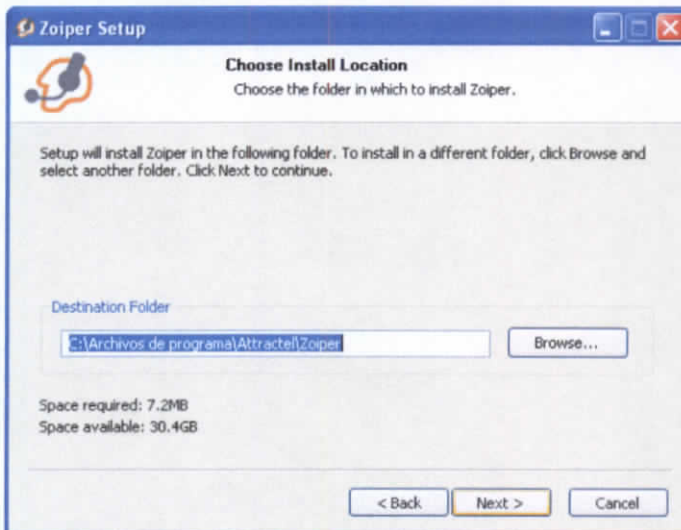 Zoiper Setup
Choose Install Location
Choose the folder in which to install Zoiper.
Setup will install Zoiper in the following folder. To install in a different folder, click Browse and
select another folder. Click Next to continue.
Destination Folder
C:\Archivos de programa\Attractel\Zoiper
Browse...
Space required: 7.2MB
Space available: 30.4GB
< Back
Next >
Cancel